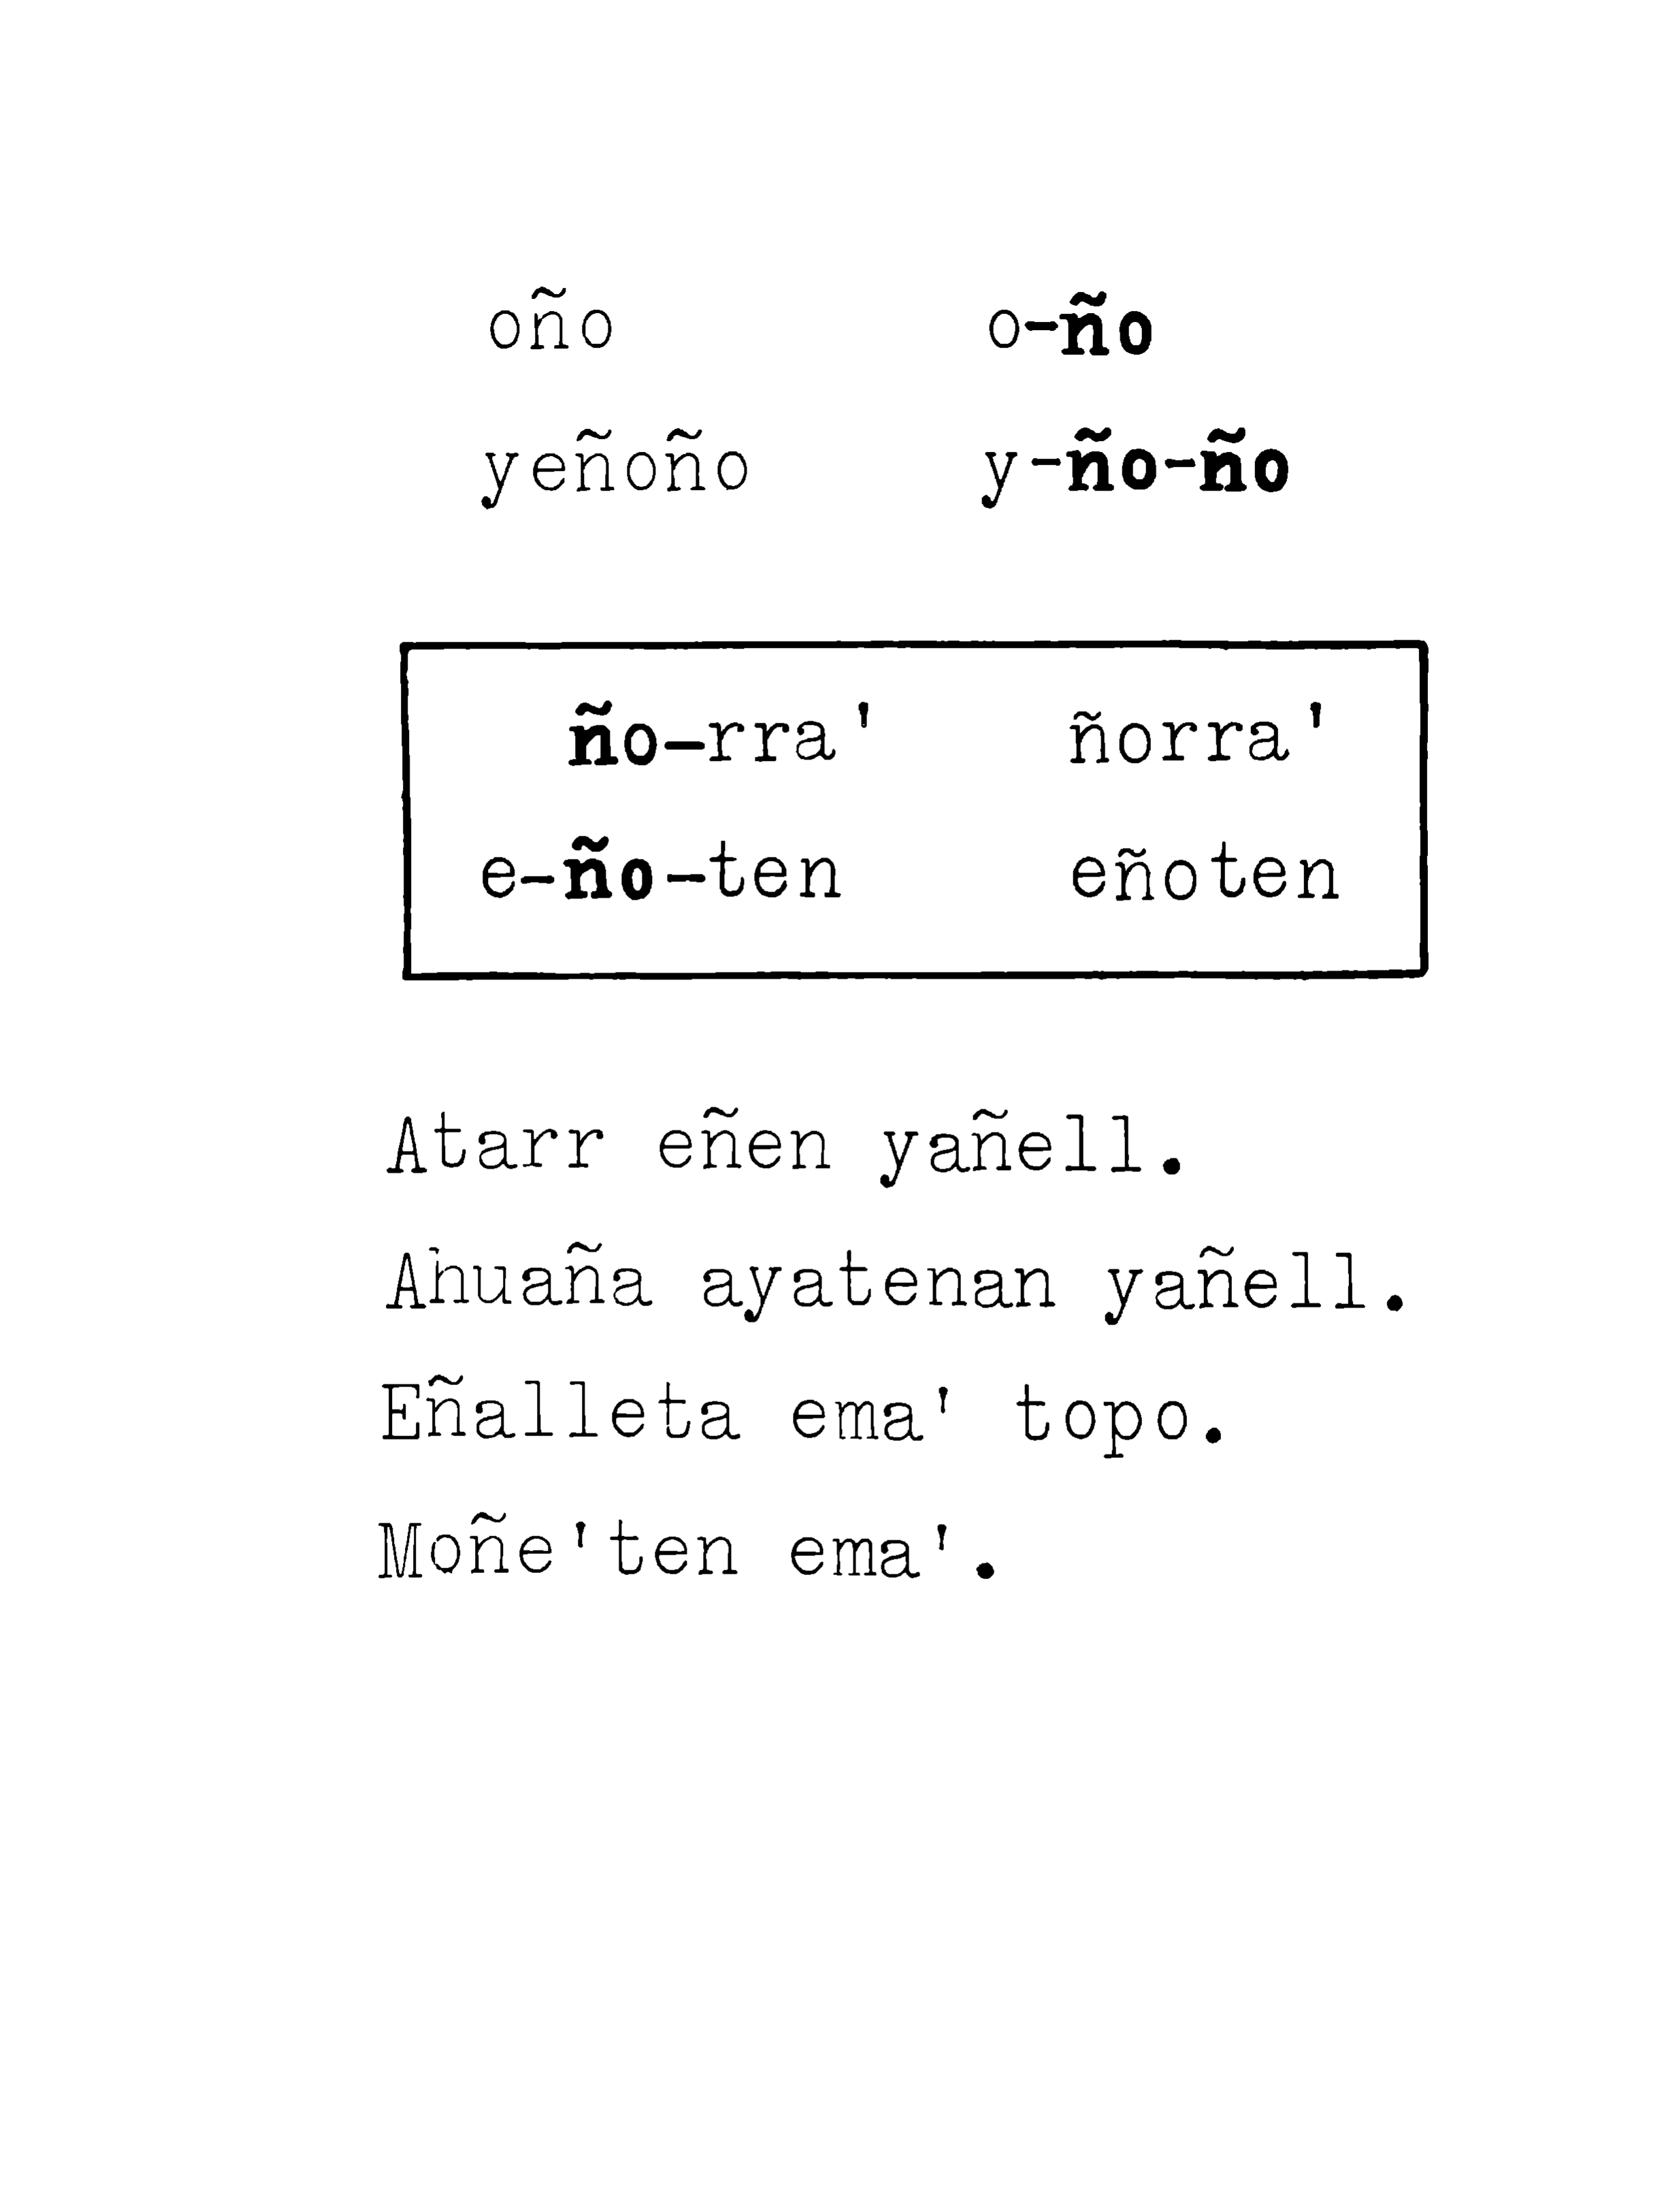 oño o-ño
yeñoño y-ño-ño
ño-rra' ñorra'
e-ño-ten eñoten
Atarr eñen yañell.
Ahuaña ayatenan yañell.
Eñalleta ema' topo.
Moñe'ten ema'.